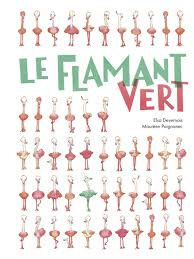 LE FLAMANT
VERT
Elsa Devernois
Maurèen Poignonec